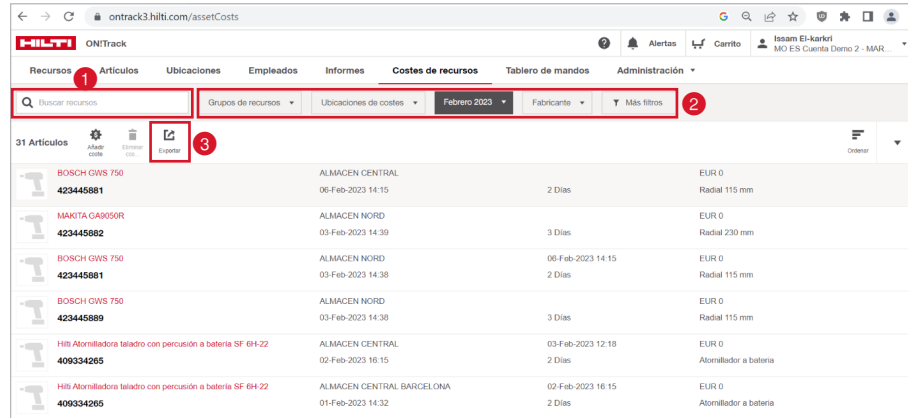 ontrack3.hilti.com/assetCosts
HILTI ON!Track Alertas Carrito Issam El-karkri
MO ES Cuenta Demo 2 - MAR...
Recursos Artículos Ubicaciones Empleados Informes Costes de recursos Tablero de mandos Administración
1
Buscar recursos Grupos de recursos Ubicaciones de costes Febrero 2023 Fabricante Más filtros 2
31 Artículos Añadir coste Eliminar cos... Exportar 3 Ordenar
BOSCH GWS 750 ALMACEN CENTRAL EUR 0
423445881 06-Feb-2023 14:15 2 Días Radial 115 mm
MAKITA GA9050R ALMACEN NORD EUR 0
423445882 03-Feb-2023 14:39 3 Días Radial 230 mm
BOSCH GWS 750 ALMACEN NORD 06-Feb-2023 14:15 EUR 0
423445881 03-Feb-2023 14:38 2 Días Radial 115 mm
BOSCH GWS 750 ALMACEN NORD EUR 0
423445889 03-Feb-2023 14:38 3 Días Radial 115 mm
Hilti Atornilladora taladro con percusión a batería SF 6H-22 ALMACEN CENTRAL 03-Feb-2023 12:18 EUR 0
409334265 02-Feb-2023 16:15 2 Días Atornillador a bateria
Hilti Atornilladora taladro con percusión a batería SF 6H-22 ALMACEN CENTRAL BARCELONA 02-Feb-2023 16:15 EUR 0
409334265 01-Feb-2023 14:32 2 Días Atornillador a bateria